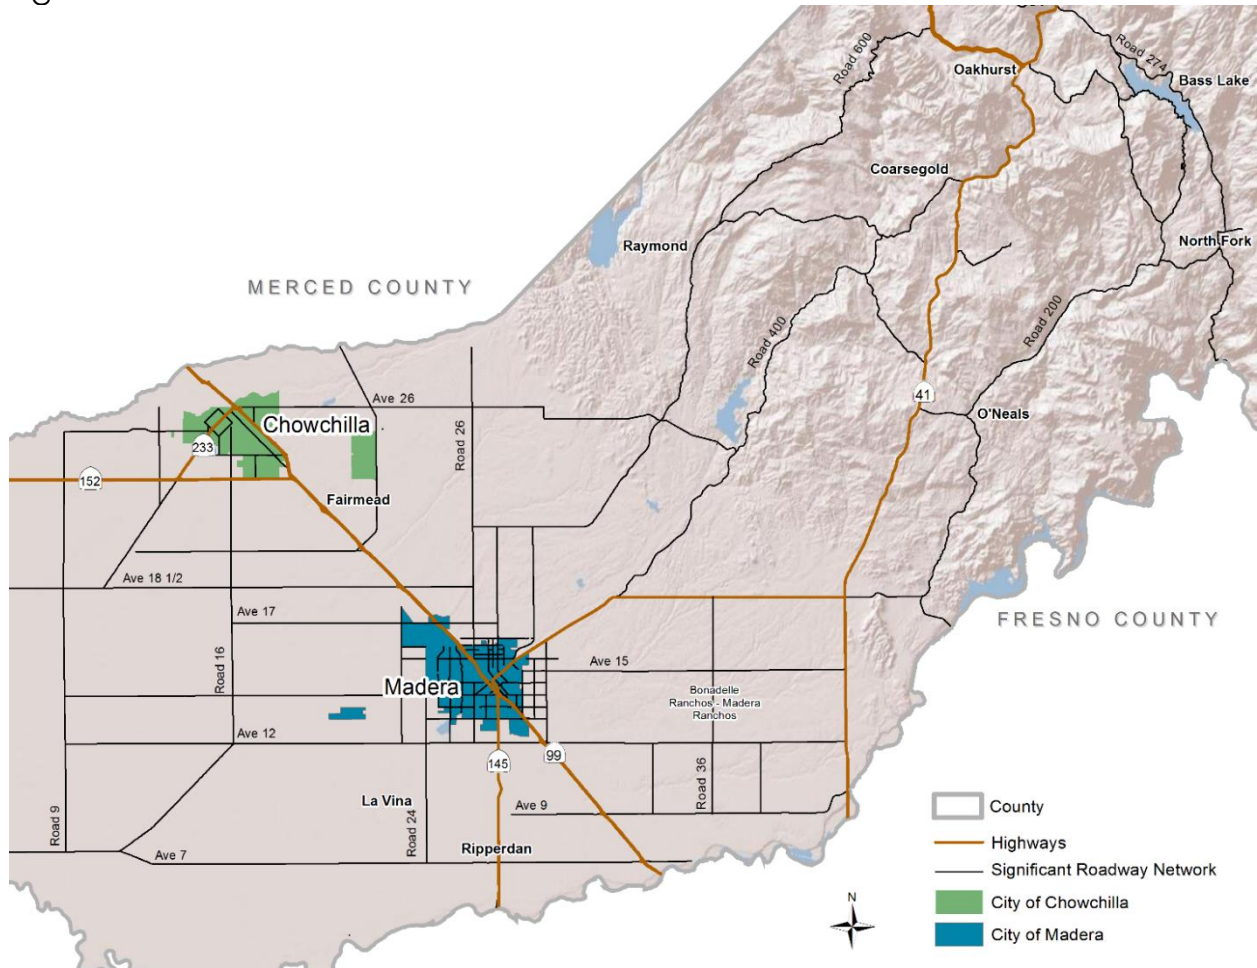 Road 600
Oakhurst
Road 274
Bass Lake
Coarsegold
Raymond
North Fork
MERCED COUNTY
Road 400
Road 200
41
O'Neals
Ave 26
Chowchilla
Road 26
233
152
Fairmead
Ave 18 1/2
Ave 17
FRESNO COUNTY
Road 16
Ave 15
Madera
Bonadelle
Ranchos - Madera
Ranchos
Ave 12
99
145
Road 36
La Vina
Ave 9
Road 9
Road 24
Ripperdan
Ave 7
County
Highways
Significant Roadway Network
N
City of Chowchilla
City of Madera